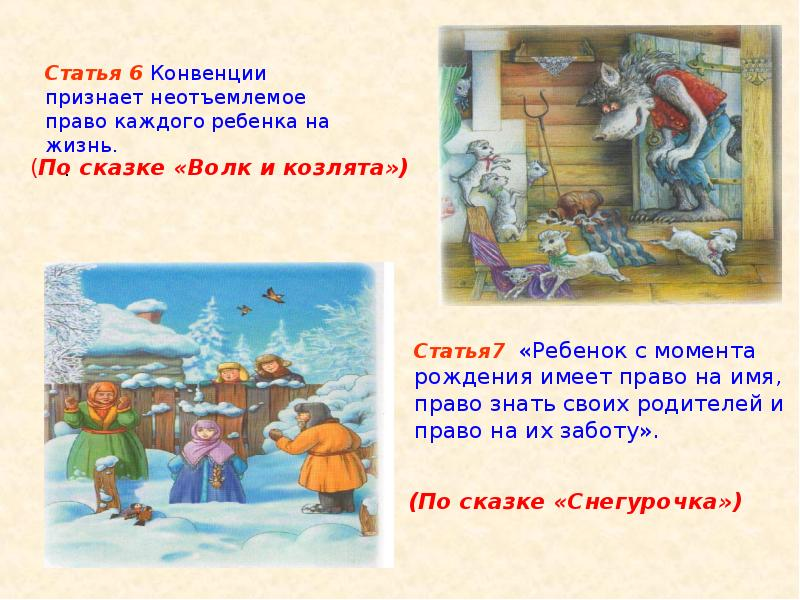 Статья 6 Конвенции
признает неотъемлемое
право каждого ребенка на
жизнь.
(По сказке «Волк и козлята»)
.
Статья7 «Ребенок с момента
рождения имеет право на имя,
право знать своих родителей и
право на их заботу».
(По сказке «Снегурочка»)